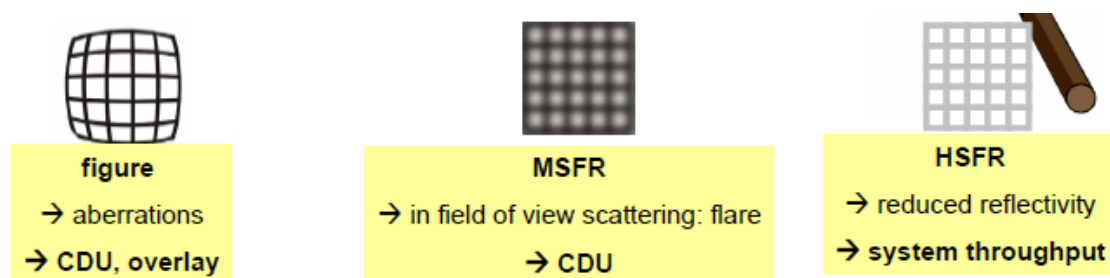 figure
→ aberrations
→ CDU, overlay
MSFR
→ in field of view scattering: flare
→ CDU
HSFR
→ reduced reflectivity
→ system throughput